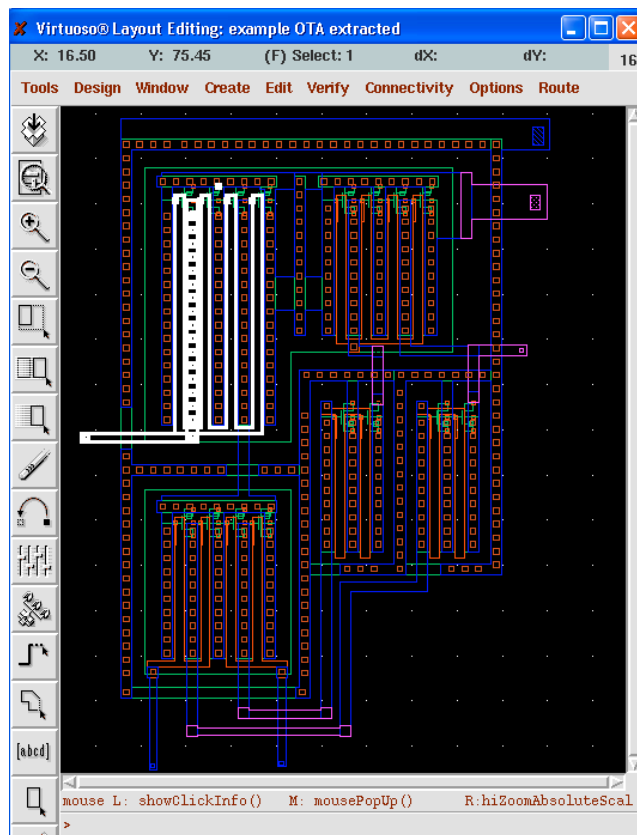 Virtuoso® Layout Editing: example OTA extracted
X: 16.50 Y: 75.45 (F) Select: 1 dX: dY: 16
Tools Design Window Create Edit Verify Connectivity Options Route
[abcd]
mouse L: showClickInfo() M: mousePopUp() R:hiZoomAbsoluteScal
>